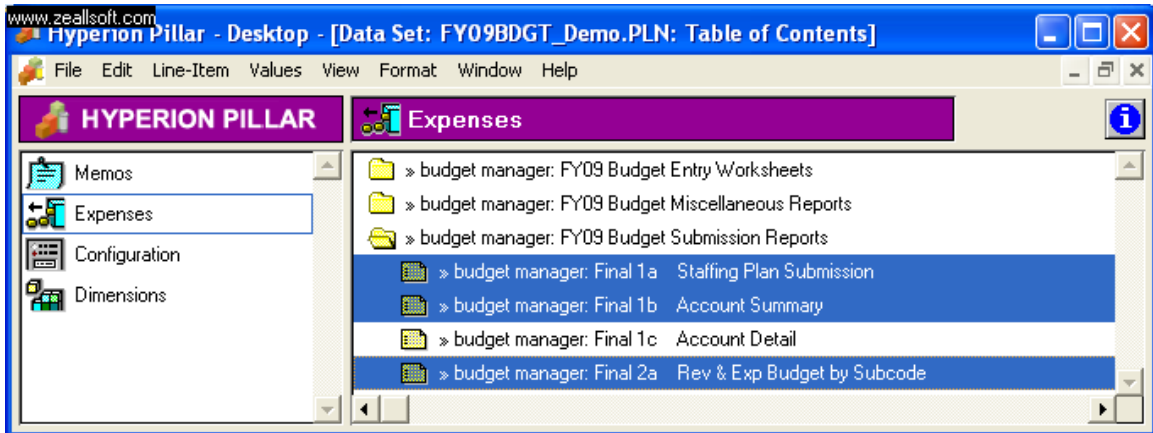 www.zeallsoft.com
Hyperion Pillar - Desktop - [Data Set: FY09BDGT_Demo.PLN: Table of Contents]
File Edit Line-Item Values View Format Window Help
HYPERION PILLAR
Expenses
Memos
Expenses
Configuration
Dimensions
» budget manager: FY09 Budget Entry Worksheets
» budget manager: FY09 Budget Miscellaneous Reports
» budget manager: FY09 Budget Submission Reports
» budget manager: Final 1a Staffing Plan Submission
» budget manager: Final 1b Account Summary
» budget manager: Final 1c Account Detail
» budget manager: Final 2a Rev & Exp Budget by Subcode